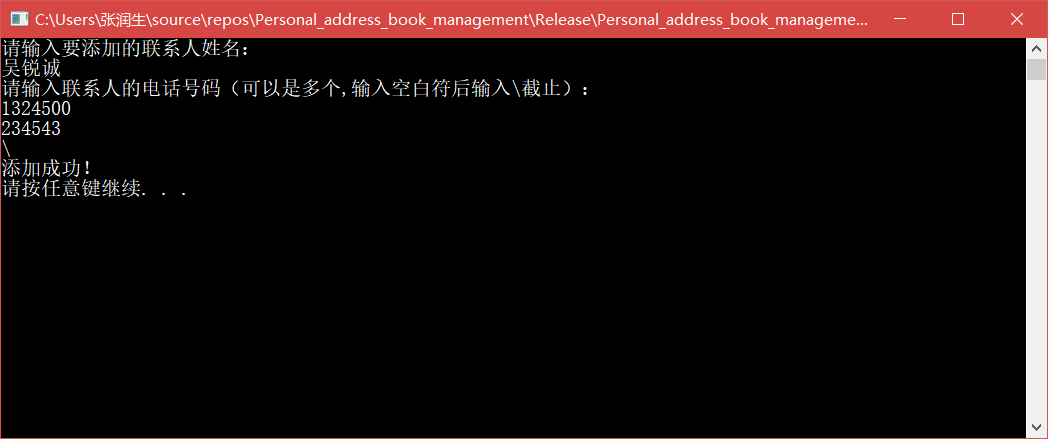 C:\Users\张润生\source\repos\Personal_address_book_management\Release\Personal_address_book_manageme...
请输入要添加的联系人姓名:
吴锐诚
请输入联系人的电话号码（可以是多个,输入空白符后输入\截止）:
1324500
234543
\
添加成功!
请按任意键继续. . .